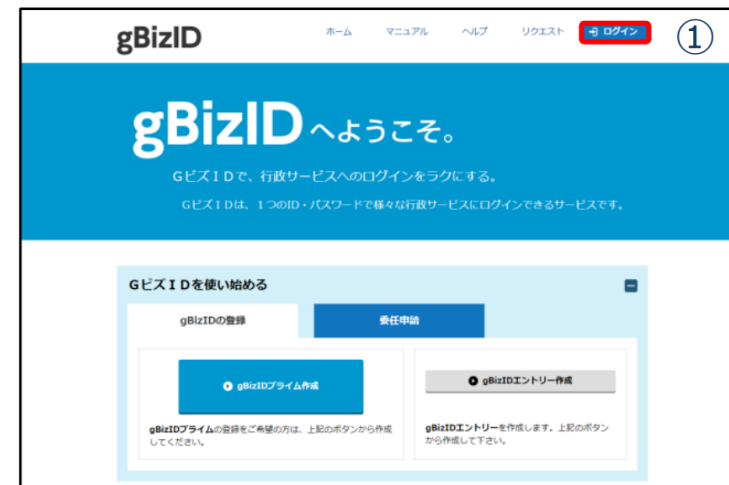 gBizID
ホーム マニュアル ヘルプ リクエスト ログイン
①
gBizIDへようこそ。
GビズIDで、行政サービスへのログインをラクにする。
GビズIDは、1つのID・パスワードで様々な行政サービスにログインできるサービスです。
GビズIDを使い始める
gBizIDの登録 委任申請
gBizIDプライム作成
gBizIDプライムの登録をご希望の方は、上記のボタンから作成
してください。
gBizIDエントリー作成
gBizIDエントリーを作成します。上記のボタン
から作成して下さい。